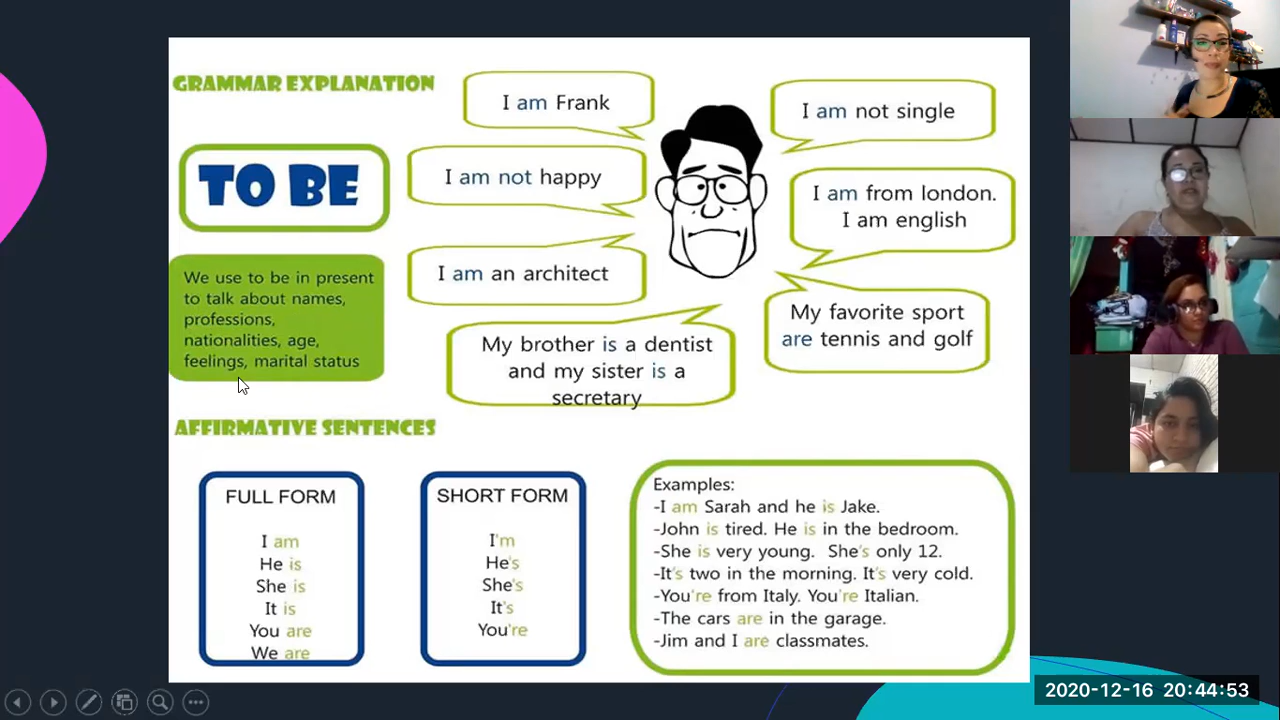 GRAMMAR EXPLANATION
TO BE
We use to be in present
to talk about names,
professions,
nationalities, age,
feelings, marital status
I am Frank
I am not happy
I am an architect
My brother is a dentist
and my sister is a
secretary
I am not single
I am from london.
I am english
My favorite sport
are tennis and golf
AFFIRMATIVE SENTENCES
FULL FORM
I am
He is
She is
It is
You are
We are
SHORT FORM
I'm
He's
She's
It's
You're
Examples:
-I am Sarah and he is Jake.
-John is tired. He is in the bedroom.
-She is very young. She's only 12.
-It's two in the morning. It's very cold.
-You're from Italy. You're Italian.
-The cars are in the garage.
-Jim and I are classmates.
2020-12-16 20:44:53